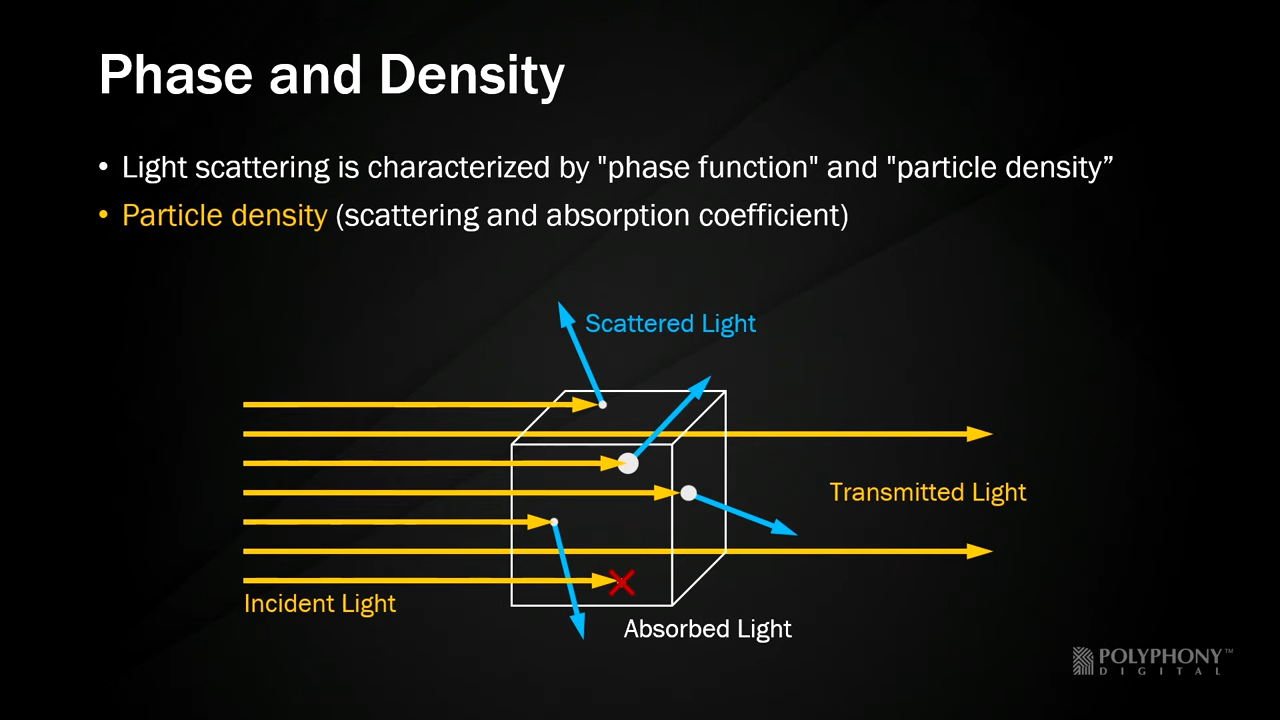 Phase and Density
• Light scattering is characterized by "phase function" and "particle density”
• Particle density (scattering and absorption coefficient)
Scattered Light
Transmitted Light
Incident Light
Absorbed Light
POLYPHONY™
DIGITAL